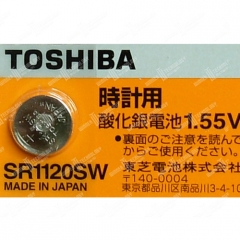 TOSHIBA
時計用
酸化銀電池1.55V
●裏面のご注意を読んで
からご使用ください。
SR1120SW
MADE IN JAPAN
東芝電池株式会社
〒140-0004
東京都品川区南品川3-4-10